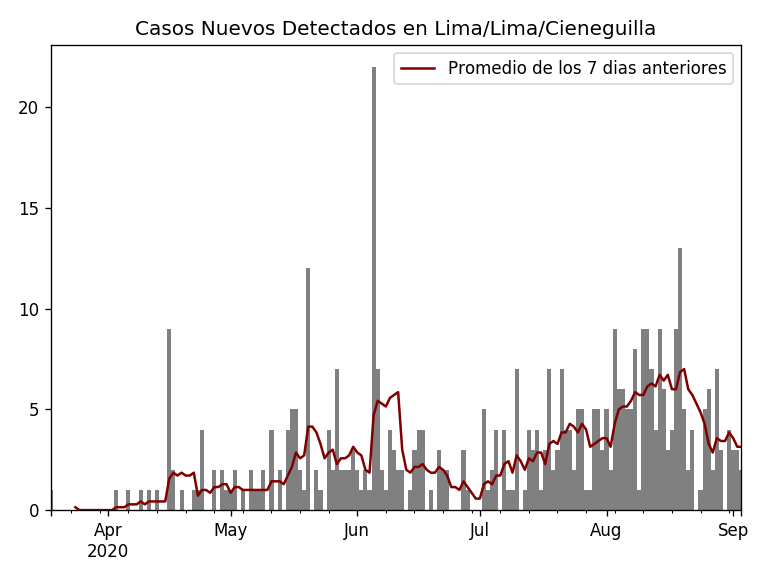 Casos Nuevos Detectados en Lima/Lima/Cieneguilla
Promedio de los 7 dias anteriores
20
15
10
5
0
Apr
2020
May
Jun
Jul
Aug
Sep